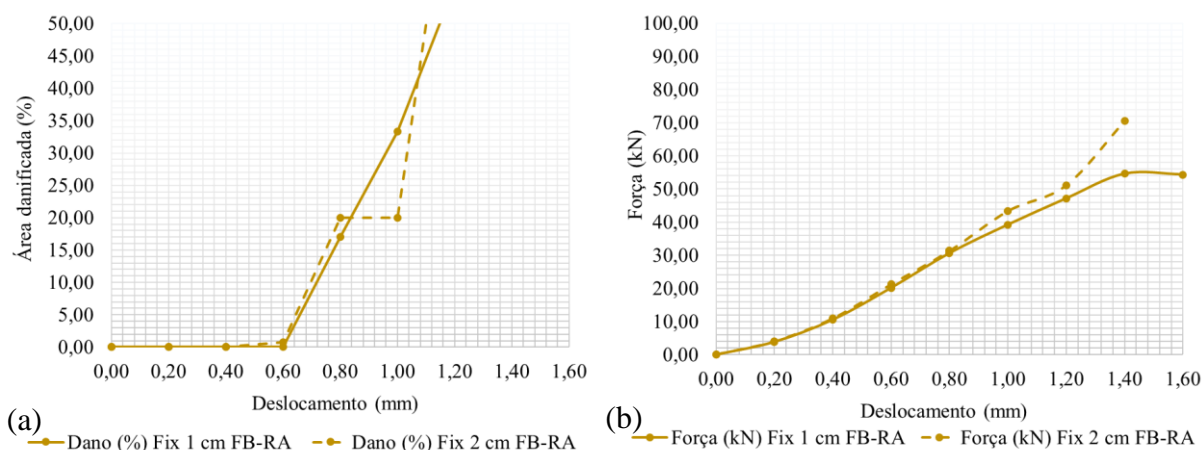 50,00
45,00
40,00
35,00
30,00
25,00
20,00
15,00
10,00
5,00
0,00
Área danificada (%)
0,00 0,20 0,40 0,60 0,80 1,00 1,20 1,40 1,60
Deslocamento (mm)
(a)
Dano (%) Fix 1 cm FB-RA Dano (%) Fix 2 cm FB-RA
100,00
90,00
80,00
70,00
60,00
50,00
40,00
30,00
20,00
10,00
0,00
Força (kN)
0,00 0,20 0,40 0,60 0,80 1,00 1,20 1,40 1,60
Deslocamento (mm)
(b)
Força (kN) Fix 1 cm FB-RA Força (kN) Fix 2 cm FB-RA